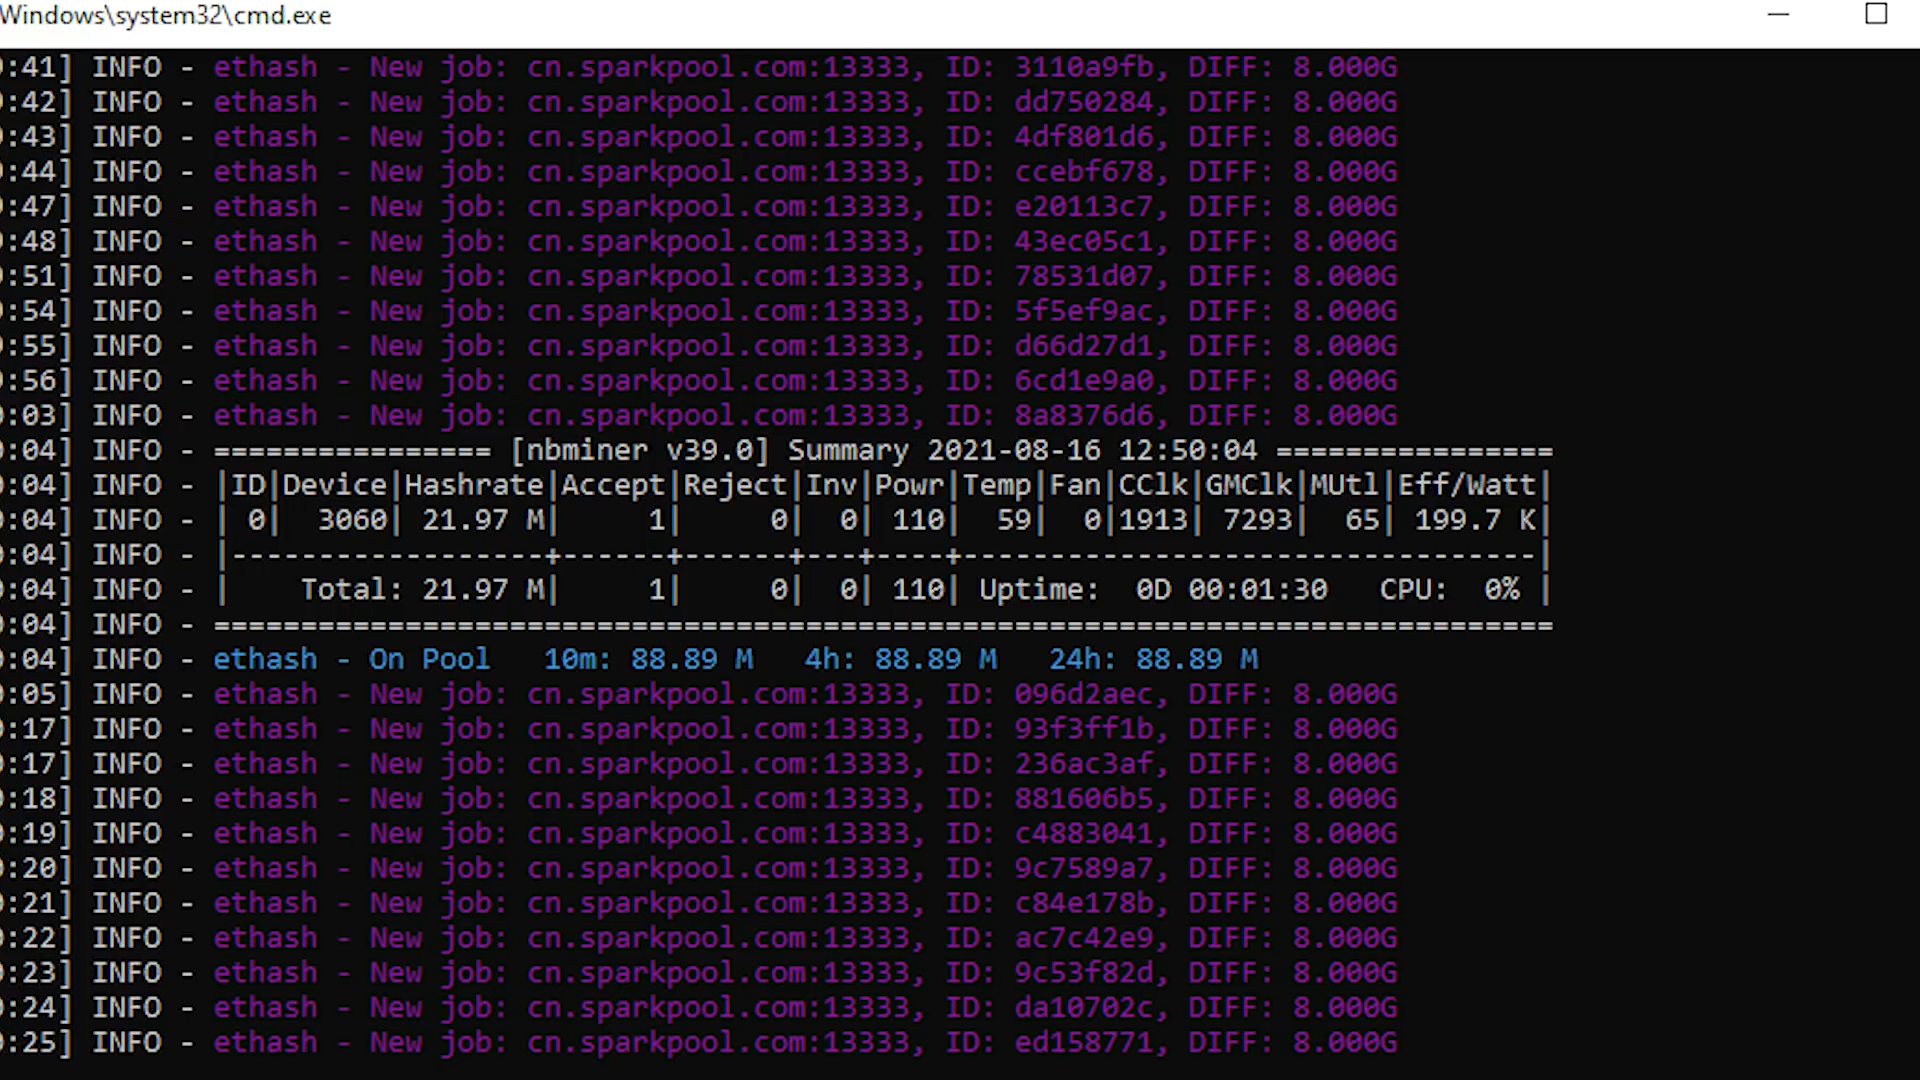 Windows\system32\cmd.exe
:41] INFO - ethash - New job: cn.sparkpool.com:13333, ID: 3110a9fb, DIFF: 8.000G
:42] INFO - ethash - New job: cn.sparkpool.com:13333, ID: dd750284, DIFF: 8.000G
:43] INFO - ethash - New job: cn.sparkpool.com:13333, ID: 4df801d6, DIFF: 8.000G
:44] INFO - ethash - New job: cn.sparkpool.com:13333, ID: ccebf678, DIFF: 8.000G
:47] INFO - ethash - New job: cn.sparkpool.com:13333, ID: e20113c7, DIFF: 8.000G
:48] INFO - ethash - New job: cn.sparkpool.com:13333, ID: 43ec05c1, DIFF: 8.000G
:51] INFO - ethash - New job: cn.sparkpool.com:13333, ID: 78531d07, DIFF: 8.000G
:54] INFO - ethash - New job: cn.sparkpool.com:13333, ID: 5f5ef9ac, DIFF: 8.000G
:55] INFO - ethash - New job: cn.sparkpool.com:13333, ID: d66d27d1, DIFF: 8.000G
:56] INFO - ethash - New job: cn.sparkpool.com:13333, ID: 6cd1e9a0, DIFF: 8.000G
:03] INFO - ethash - New job: cn.sparkpool.com:13333, ID: 8a8376d6, DIFF: 8.000G
:04] INFO - ================ [nbminer v39.0] Summary 2021-08-16 12:50:04 ================
:04] INFO - |ID|Device|Hashrate|Accept|Reject|Inv|Powr|Temp|Fan|CClk|GMClk|MUtl|Eff/Watt|
:04] INFO - | 0|  3060| 21.97 M|     1|     0|  0| 110|  59|  0|1913| 7293|  65| 199.7 K|
:04] INFO - |------------------+------+------+---+----+---------------------------------|
:04] INFO - |    Total: 21.97 M|     1|     0|  0| 110| Uptime:  0D 00:01:30   CPU:  0% |
:04] INFO - =============================================================================
:04] INFO - ethash - On Pool   10m: 88.89 M   4h: 88.89 M   24h: 88.89 M
:05] INFO - ethash - New job: cn.sparkpool.com:13333, ID: 096d2aec, DIFF: 8.000G
:17] INFO - ethash - New job: cn.sparkpool.com:13333, ID: 93f3ff1b, DIFF: 8.000G
:17] INFO - ethash - New job: cn.sparkpool.com:13333, ID: 236ac3af, DIFF: 8.000G
:18] INFO - ethash - New job: cn.sparkpool.com:13333, ID: 881606b5, DIFF: 8.000G
:19] INFO - ethash - New job: cn.sparkpool.com:13333, ID: c4883041, DIFF: 8.000G
:20] INFO - ethash - New job: cn.sparkpool.com:13333, ID: 9c7589a7, DIFF: 8.000G
:21] INFO - ethash - New job: cn.sparkpool.com:13333, ID: c84e178b, DIFF: 8.000G
:22] INFO - ethash - New job: cn.sparkpool.com:13333, ID: ac7c42e9, DIFF: 8.000G
:23] INFO - ethash - New job: cn.sparkpool.com:13333, ID: 9c53f82d, DIFF: 8.000G
:24] INFO - ethash - New job: cn.sparkpool.com:13333, ID: da10702c, DIFF: 8.000G
:25] INFO - ethash - New job: cn.sparkpool.com:13333, ID: ed158771, DIFF: 8.000G